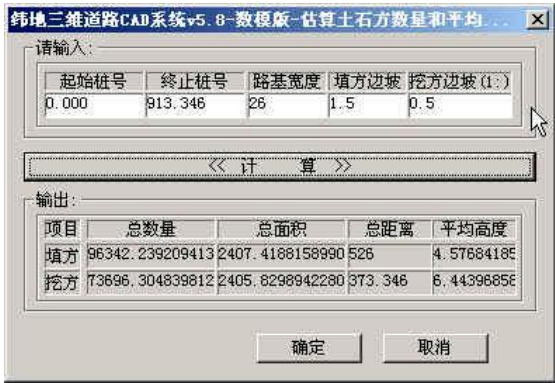 纬地三维道路CAD系统v5.8-数模版-估算土石方数量和平均...
请输入:
起始桩号 终止桩号 路基宽度 填方边坡 挖方边坡(1:)
0.000 913.346 26 1.5 0.5
<< 计 算 >>
输出:
项目 总数量 总面积 总距离 平均高度
填方 96342.239209413 2407.4188158990 526 4.57684185
挖方 73696.304839812 2405.8298942280 373.346 6.44396858
确定 取消